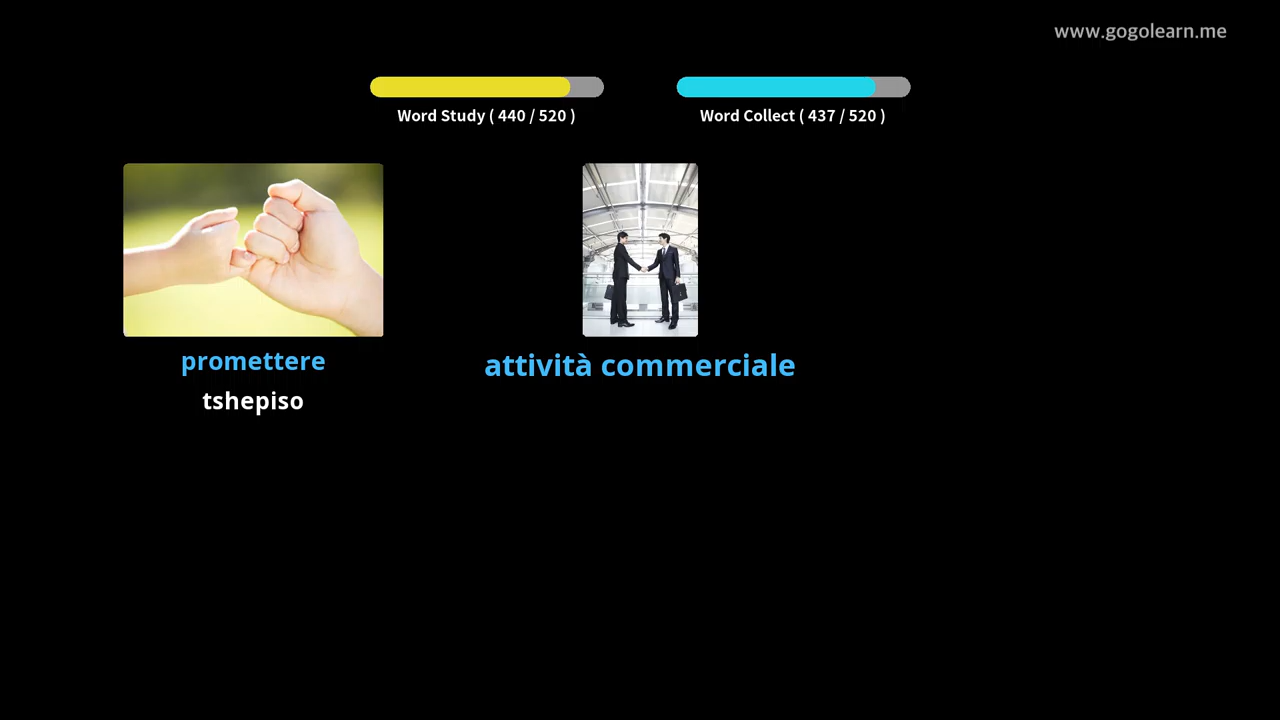 www.gogolearn.me
Word Study ( 440 / 520 )
Word Collect ( 437 / 520 )
promettere
tshepiso
attività commerciale